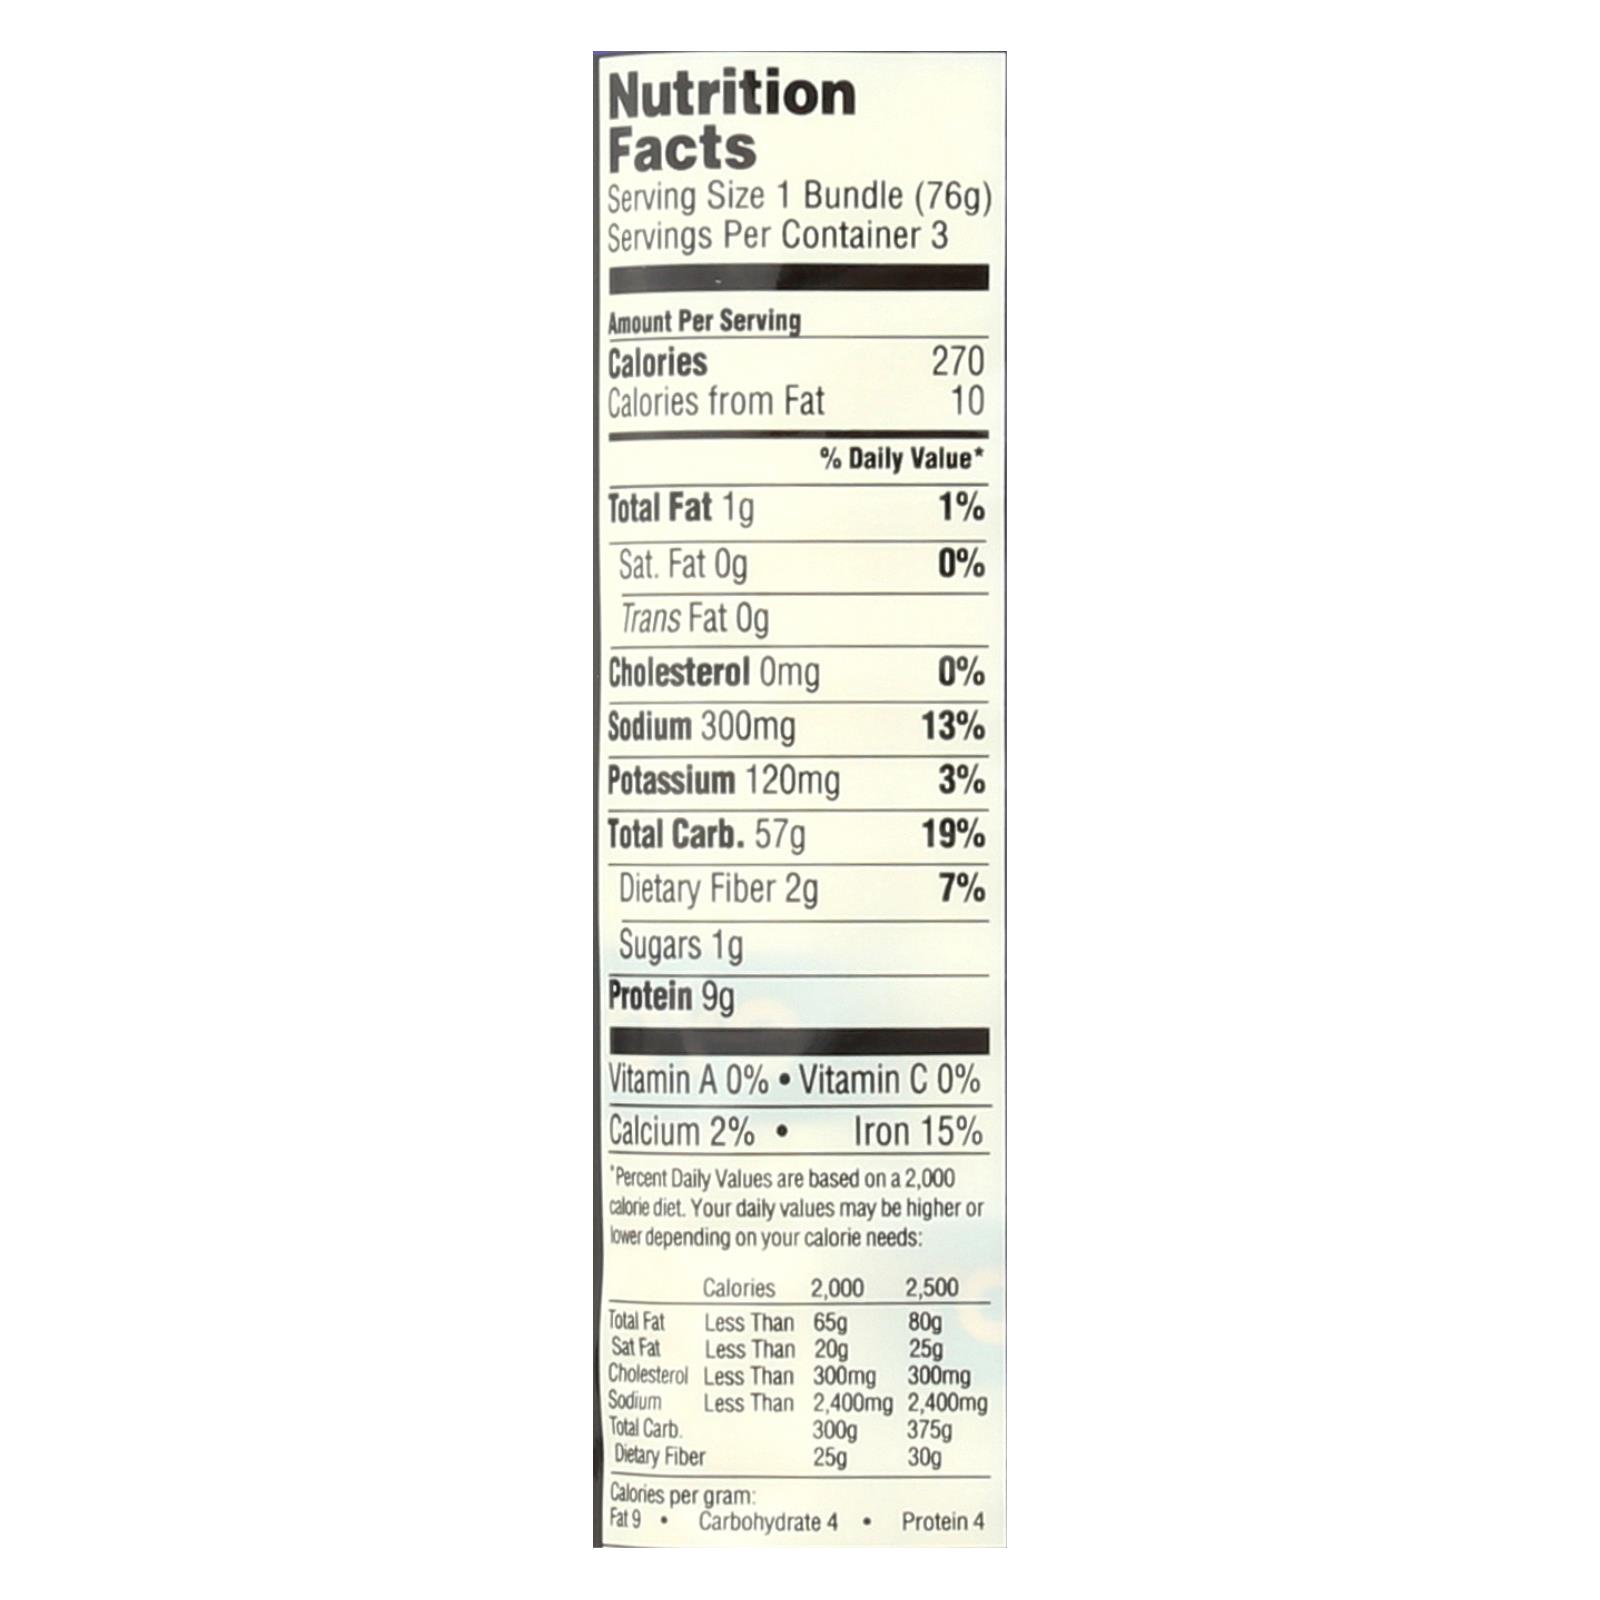 Nutrition
Facts
Serving Size 1 Bundle (76g)
Servings Per Container 3
Amount Per Serving
Calories 270
Calories from Fat 10
% Daily Value*
Total Fat 1g 1%
Sat. Fat 0g 0%
Trans Fat 0g
Cholesterol 0mg 0%
Sodium 300mg 13%
Potassium 120mg 3%
Total Carb. 57g 19%
Dietary Fiber 2g 7%
Sugars 1g
Protein 9g
Vitamin A 0% • Vitamin C 0%
Calcium 2% • Iron 15%
*Percent Daily Values are based on a 2,000
calorie diet. Your daily values may be higher or
lower depending on your calorie needs:
Calories 2,000 2,500
Total Fat Less Than 65g 80g
Sat Fat Less Than 20g 25g
Cholesterol Less Than 300mg 300mg
Sodium Less Than 2,400mg 2,400mg
Total Carb. 300g 375g
Dietary Fiber 25g 30g
Calories per gram:
Fat 9 • Carbohydrate 4 • Protein 4